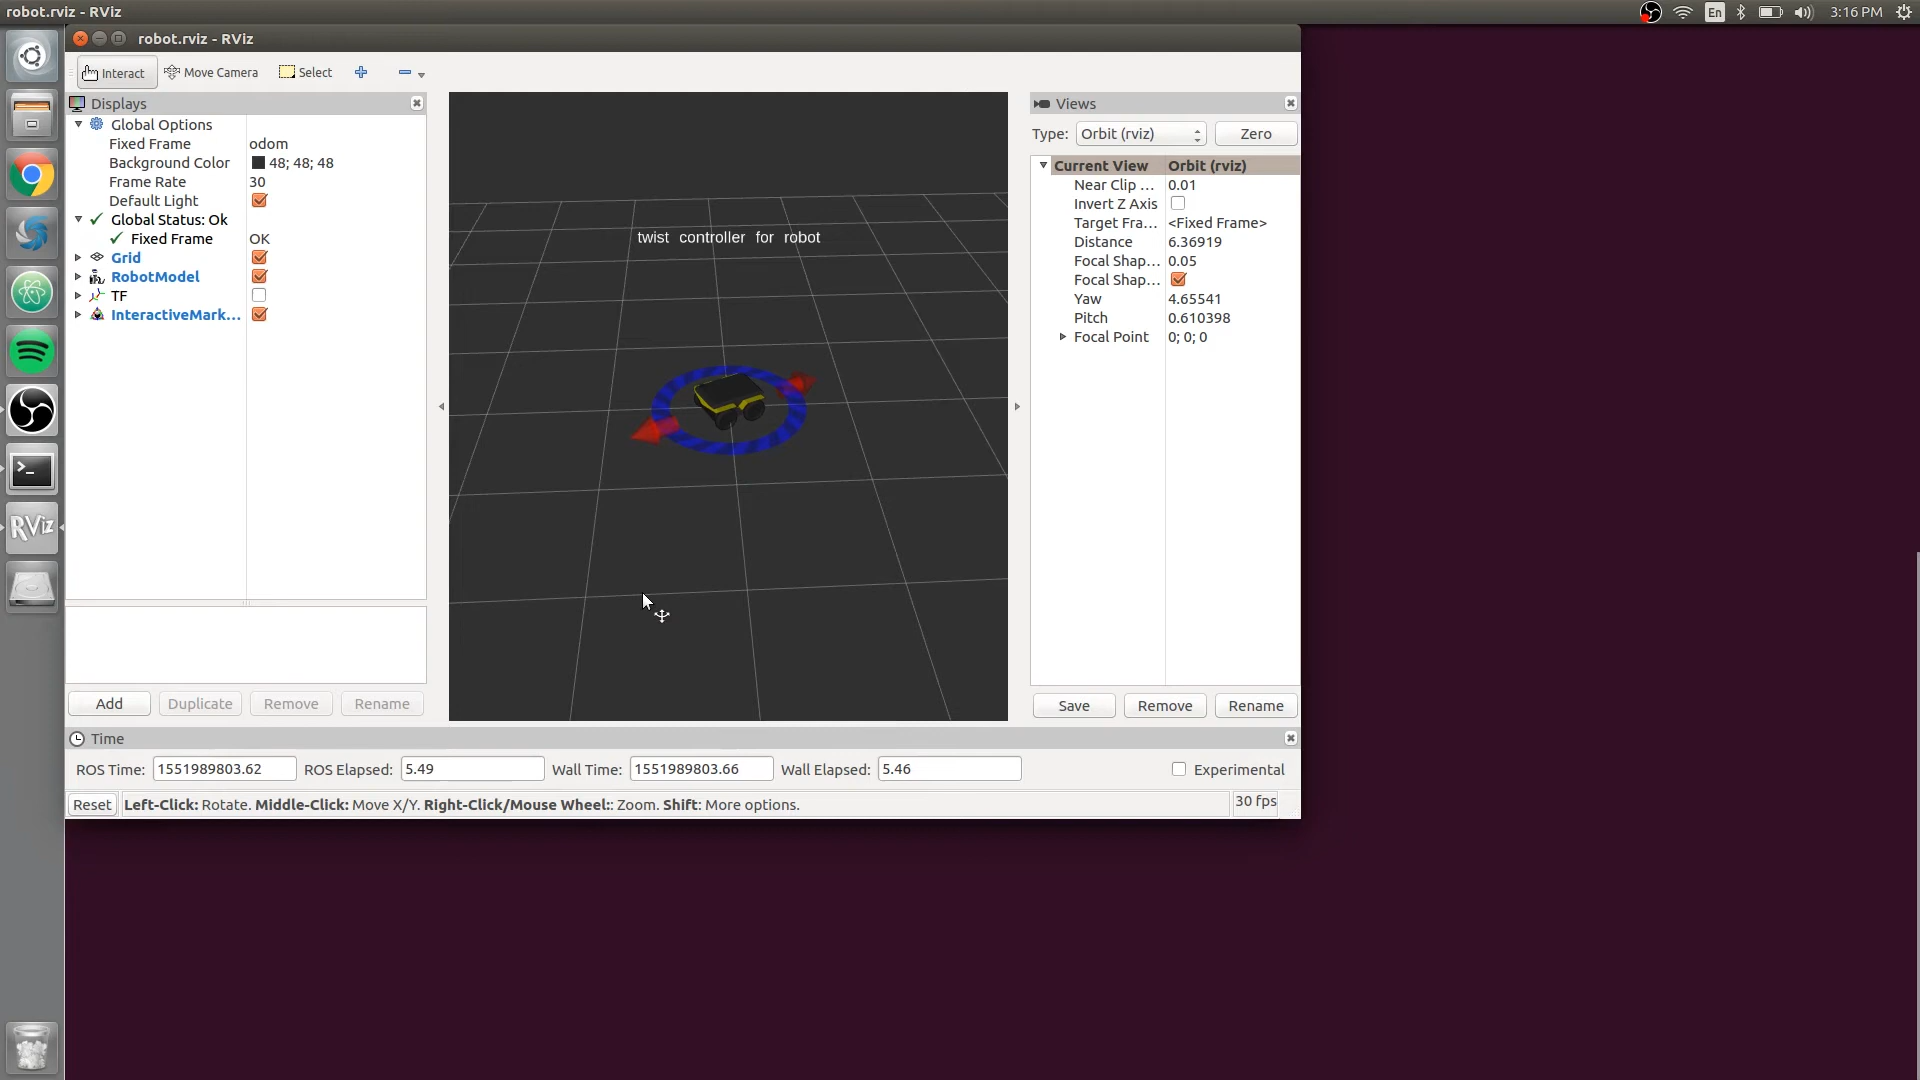 robot.rviz - RViz
En
3:16 PM
robot.rviz - RViz
Interact
Move Camera
Select
Displays
Global Options
Fixed Frame odom
Background Color 48; 48; 48
Frame Rate 30
Default Light
Global Status: Ok
Fixed Frame OK
Grid
RobotModel
TF
InteractiveMark...
Add
Duplicate
Remove
Rename
twist controller for robot
Views
Type: Orbit (rviz) Zero
Current View Orbit (rviz)
Near Clip ... 0.01
Invert Z Axis
Target Fra... <Fixed Frame>
Distance 6.36919
Focal Shap... 0.05
Focal Shap...
Yaw 4.65541
Pitch 0.610398
Focal Point 0; 0; 0
Save
Remove
Rename
Time
ROS Time: 1551989803.62 ROS Elapsed: 5.49 Wall Time: 1551989803.66 Wall Elapsed: 5.46 Experimental
Reset Left-Click: Rotate. Middle-Click: Move X/Y. Right-Click/Mouse Wheel:: Zoom. Shift: More options. 30 fps
RViz